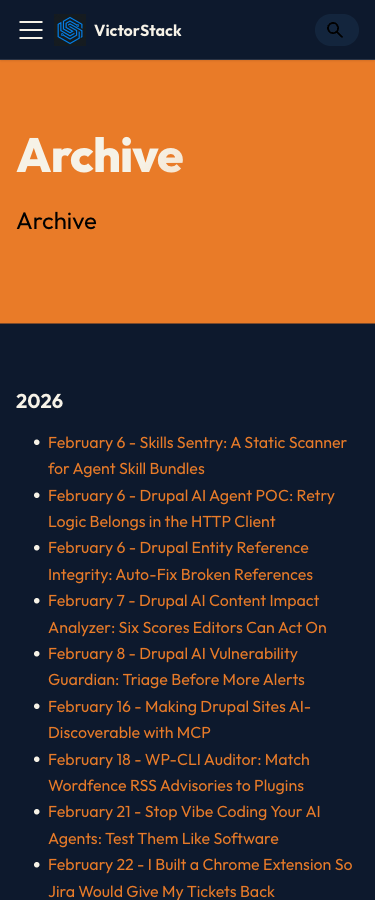 VictorStack
Archive
Archive
2026
February 6 - Skills Sentry: A Static Scanner
for Agent Skill Bundles
February 6 - Drupal AI Agent POC: Retry
Logic Belongs in the HTTP Client
February 6 - Drupal Entity Reference
Integrity: Auto-Fix Broken References
February 7 - Drupal AI Content Impact
Analyzer: Six Scores Editors Can Act On
February 8 - Drupal AI Vulnerability
Guardian: Triage Before More Alerts
February 16 - Making Drupal Sites AI-
Discoverable with MCP
February 18 - WP-CLI Auditor: Match
Wordfence RSS Advisories to Plugins
February 21 - Stop Vibe Coding Your AI
Agents: Test Them Like Software
February 22 - I Built a Chrome Extension So
Jira Would Give My Tickets Back